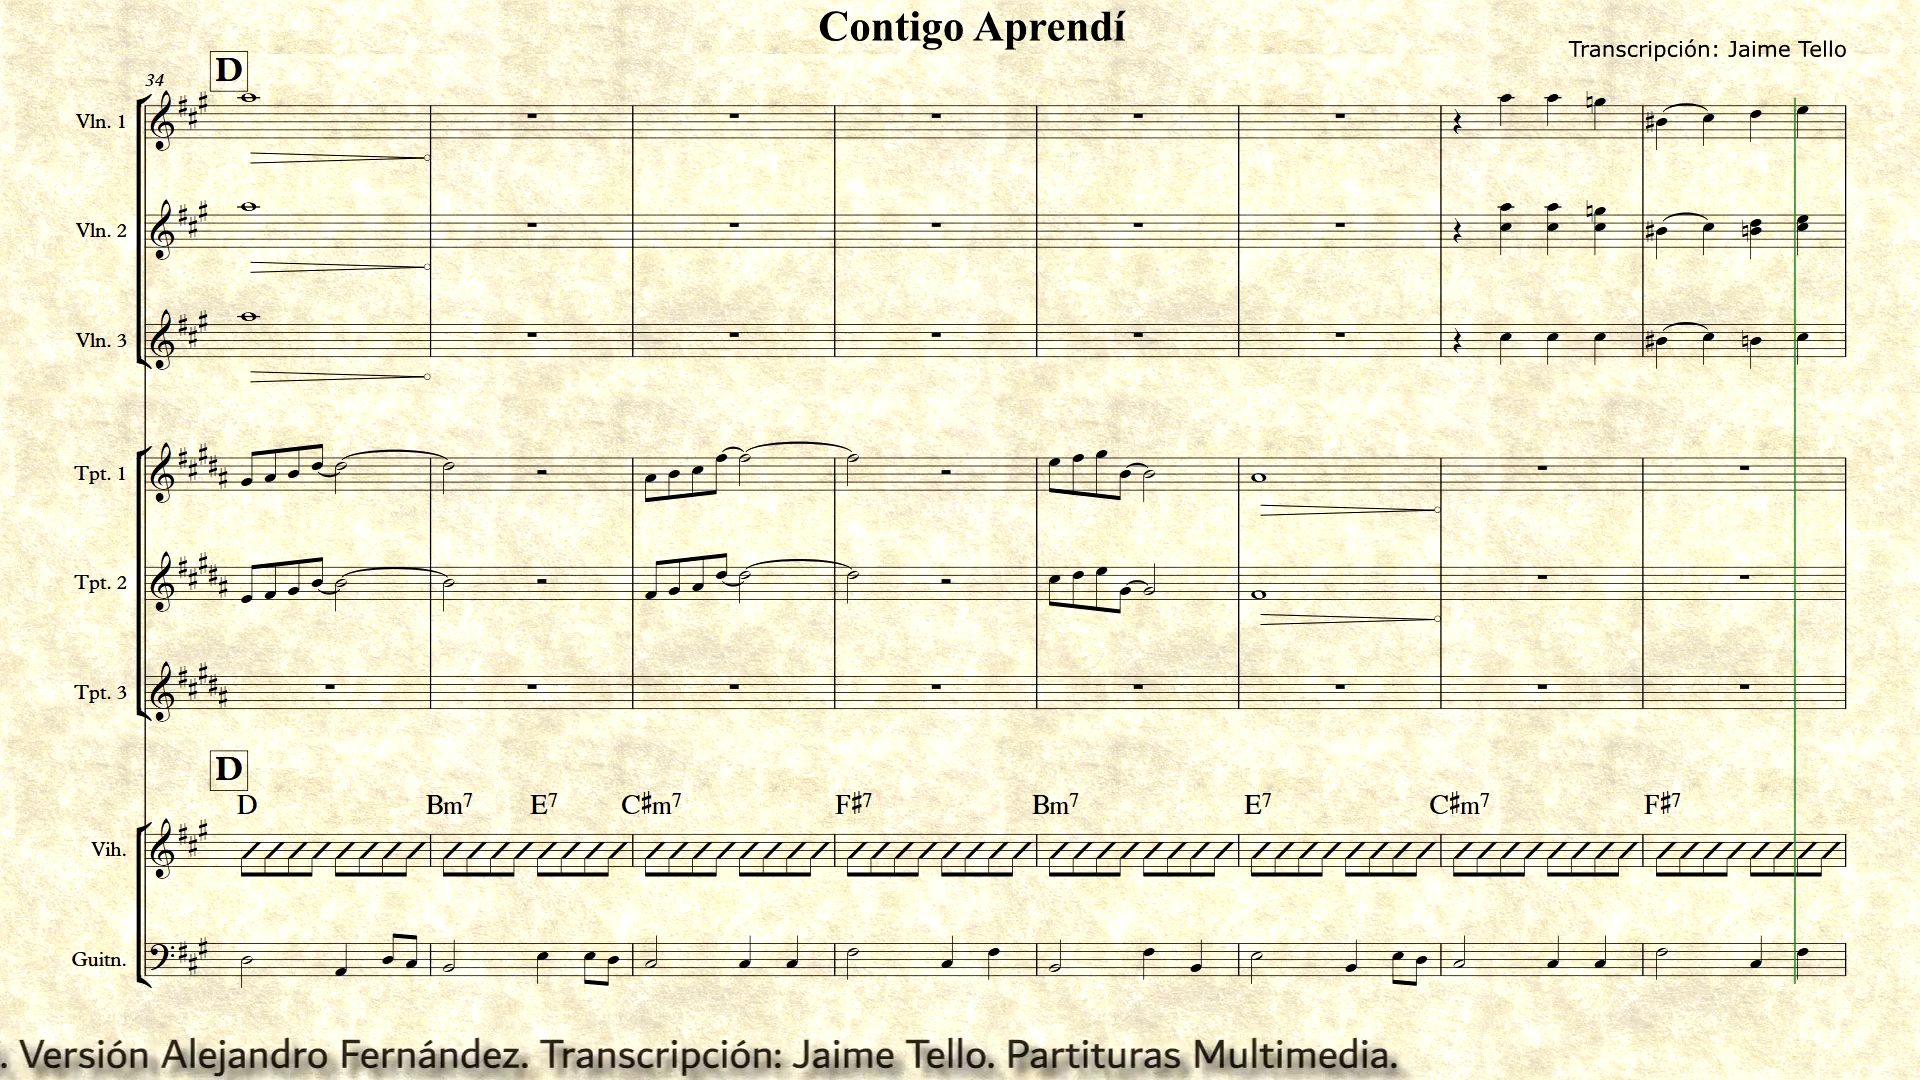 Contigo Aprendí
Transcripción: Jaime Tello
D
34
Vln. 1
Vln. 2
Vln. 3
Tpt. 1
Tpt. 2
Tpt. 3
D
D Bm7 E7 C#m7 F#7 Bm7 E7 C#m7 F#7
Vih.
Guitn.
. Versión Alejandro Fernández. Transcripción: Jaime Tello. Partituras Multimedia.